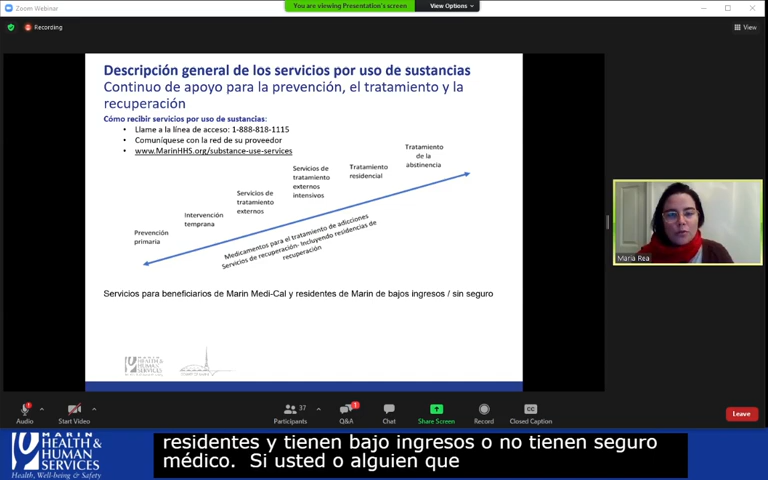 Zoom Webinar
You are viewing Presentation's screen
View Options
Recording
View
Descripción general de los servicios por uso de sustancias
Continuo de apoyo para la prevención, el tratamiento y la
recuperación
Cómo recibir servicios por uso de sustancias:
• Llame a la línea de acceso: 1-888-818-1115
• Comuníquese con la red de su proveedor
• www.MarinHHS.org/substance-use-services
Tratamiento
de la
abstinencia
Tratamiento
residencial
Servicios de
tratamiento
externos
intensivos
Servicios de
tratamiento
externos
Intervención
temprana
Prevención
primaria
Medicamentos para el tratamiento de adicciones
Servicios de recuperación- Incluyendo residencias de
recuperación
Servicios para beneficiarios de Marin Medi-Cal y residentes de Marin de bajos ingresos / sin seguro
MARIN
HEALTH &
HUMAN
SERVICES
Maria Rea
Audio
Start Video
37
Participants
1
Q&A
Chat
Share Screen
Record
CC
Closed Caption
Leave
MARIN
HEALTH &
HUMAN
SERVICES
Health, Well-being & Safety
residentes y tienen bajo ingresos o no tienen seguro
médico. Si usted o alguien que